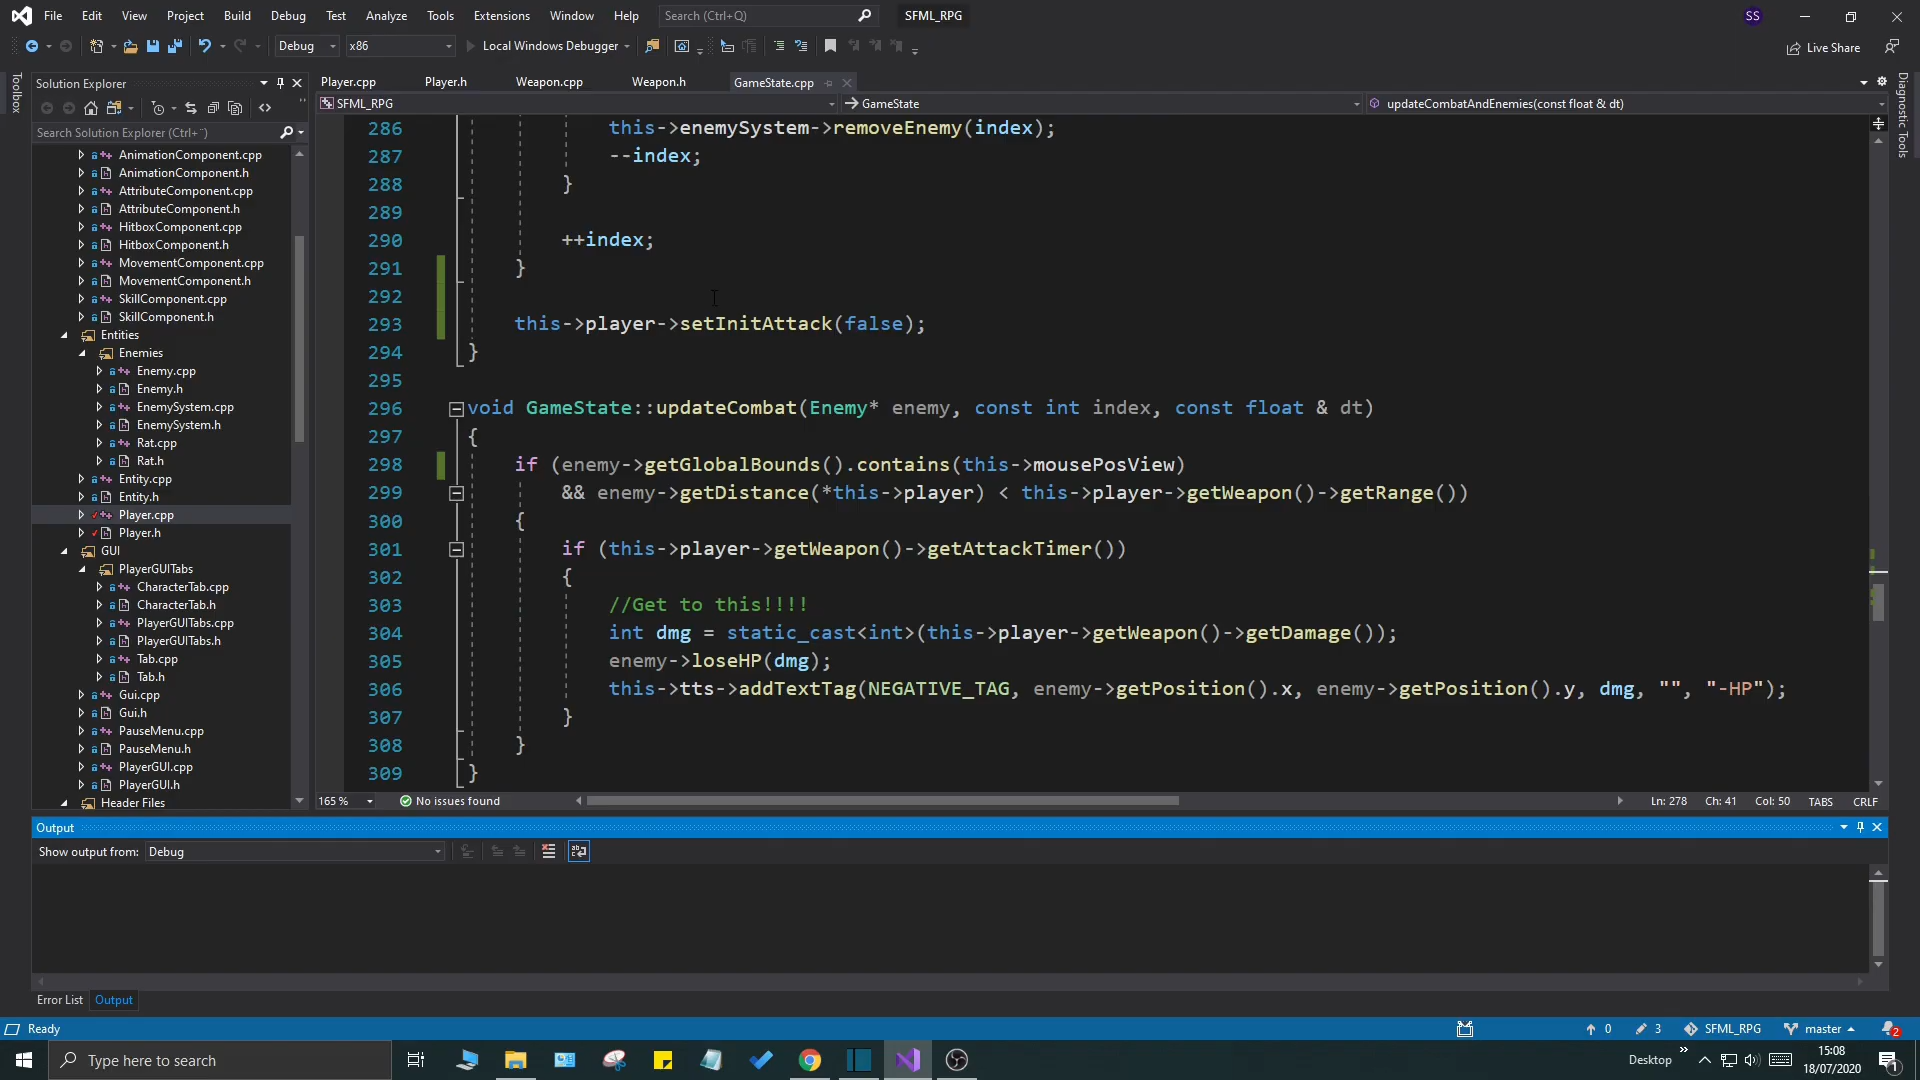 File Edit View Project Build Debug Test Analyze Tools Extensions Window Help Search (Ctrl+Q) SFML_RPG SS
Debug x86 Local Windows Debugger Live Share
Toolbox
Solution Explorer
Search Solution Explorer (Ctrl+¨)
AnimationComponent.cpp
AnimationComponent.h
AttributeComponent.cpp
AttributeComponent.h
HitboxComponent.cpp
HitboxComponent.h
MovementComponent.cpp
MovementComponent.h
SkillComponent.cpp
SkillComponent.h
Entities
Enemies
Enemy.cpp
Enemy.h
EnemySystem.cpp
EnemySystem.h
Rat.cpp
Rat.h
Entity.cpp
Entity.h
Player.cpp
Player.h
GUI
PlayerGUITabs
CharacterTab.cpp
CharacterTab.h
PlayerGUITabs.cpp
PlayerGUITabs.h
Tab.cpp
Tab.h
Gui.cpp
Gui.h
PauseMenu.cpp
PauseMenu.h
PlayerGUI.cpp
PlayerGUI.h
Header Files
Player.cpp Player.h Weapon.cpp Weapon.h GameState.cpp
SFML_RPG GameState updateCombatAndEnemies(const float & dt)
286 this->enemySystem->removeEnemy(index);
287 --index;
288 }
289
290 ++index;
291 }
292
293 this->player->setInitAttack(false);
294 }
295
296 void GameState::updateCombat(Enemy* enemy, const int index, const float & dt)
297 {
298 if (enemy->getGlobalBounds().contains(this->mousePosView)
299 && enemy->getDistance(*this->player) < this->player->getWeapon()->getRange())
300 {
301 if (this->player->getWeapon()->getAttackTimer())
302 {
303 //Get to this!!!!
304 int dmg = static_cast<int>(this->player->getWeapon()->getDamage());
305 enemy->loseHP(dmg);
306 this->tts->addTextTag(NEGATIVE_TAG, enemy->getPosition().x, enemy->getPosition().y, dmg, "", "-HP");
307 }
308 }
309 }
165 % No issues found Ln: 278 Ch: 41 Col: 50 TABS CRLF
Diagnostic Tools
Output
Show output from: Debug
Error List Output
Ready 0 3 SFML_RPG master 2
Type here to search Desktop 15:08
18/07/2020 1